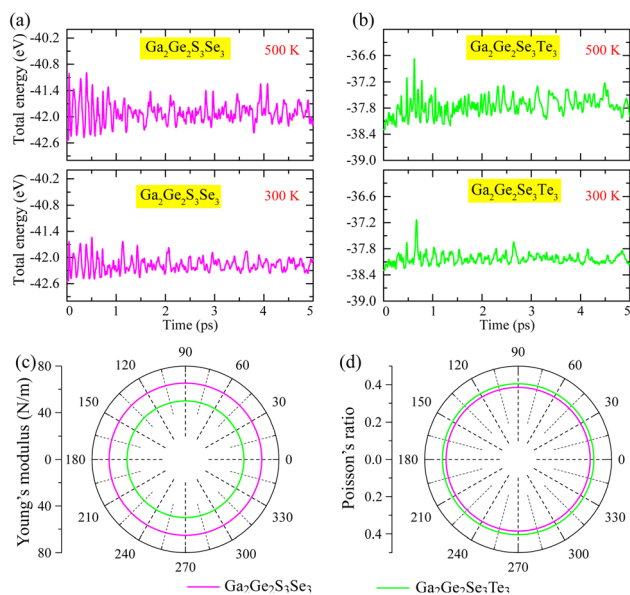 (a)
(b)
Total energy (eV)
-40.2
-40.8
-41.4
-42.0
-42.6
Ga2Ge2S3Se3
500 K
Total energy (eV)
-40.2
-40.8
-41.4
-42.0
-42.6
Ga2Ge2S3Se3
300 K
0 1 2 3 4 5
Time (ps)
-36.6
-37.2
-37.8
-38.4
-39.0
Ga2Ge2Se3Te3
500 K
-36.6
-37.2
-37.8
-38.4
-39.0
Ga2Ge2Se3Te3
300 K
0 1 2 3 4 5
Time (ps)
(c)
Young's modulus (N/m)
80
40
0
40
80
90
120 60
150 30
180 0
210 330
240 300
270
(d)
Poisson's ratio
0.4
0.2
0.0
0.2
0.4
90
120 60
150 30
180 0
210 330
240 300
270
Ga2Ge2S3Se3
Ga2Ge2Se3Te3